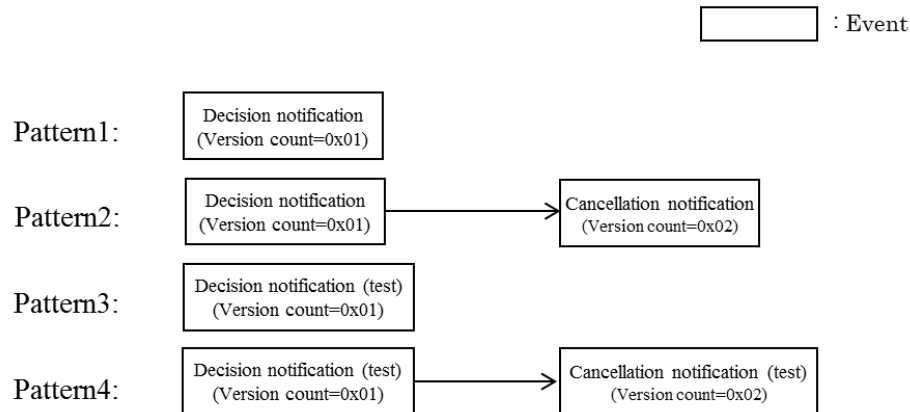 : Event
Pattern1:
Decision notification
(Version count=0x01)
Pattern2:
Decision notification
(Version count=0x01)
Cancellation notification
(Version count=0x02)
Pattern3:
Decision notification (test)
(Version count=0x01)
Pattern4:
Decision notification (test)
(Version count=0x01)
Cancellation notification (test)
(Version count=0x02)